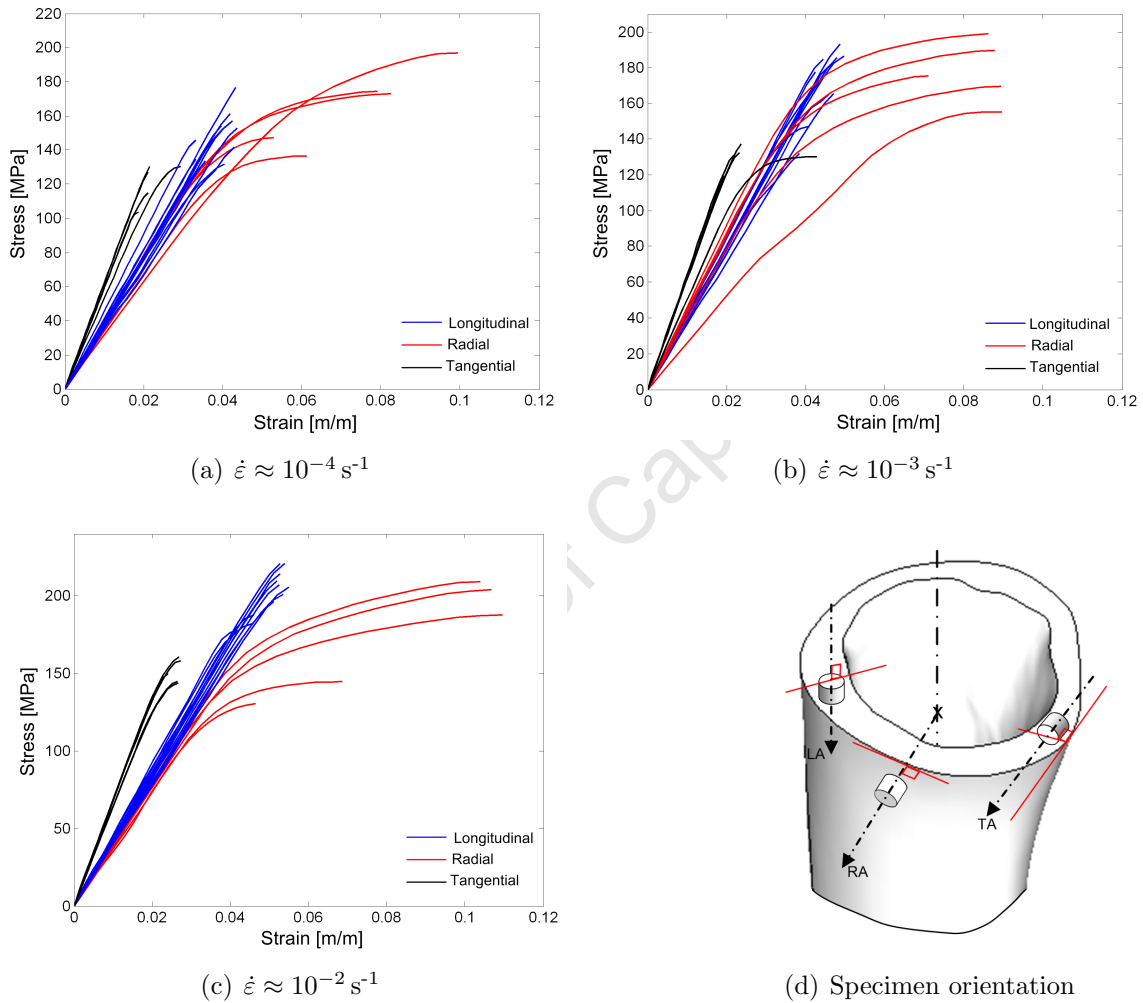 220
200
180
160
140
120
100
80
60
40
20
0
Stress [MPa]
0 0.02 0.04 0.06 0.08 0.1 0.12
Strain [m/m]
Longitudinal
Radial
Tangential
(a) ε̇ ≈ 10⁻⁴ s⁻¹
220
200
180
160
140
120
100
80
60
40
20
0
Stress [MPa]
0 0.02 0.04 0.06 0.08 0.1 0.12
Strain [m/m]
Longitudinal
Radial
Tangential
(b) ε̇ ≈ 10⁻³ s⁻¹
of Cap
200
150
100
50
0
Stress [MPa]
0 0.02 0.04 0.06 0.08 0.1 0.12
Strain [m/m]
Longitudinal
Radial
Tangential
(c) ε̇ ≈ 10⁻² s⁻¹
X
LA
TA
RA
(d) Specimen orientation